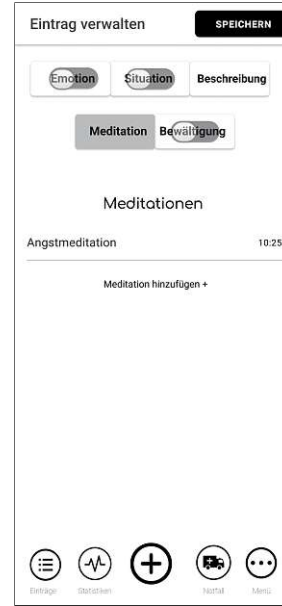 Eintrag verwalten SPEICHERN
Emotion Situation Beschreibung
Meditation Bewältigung
Meditationen
Angstmeditation 10:25
Meditation hinzufügen +
Einträge Statistiken Notfall Menü